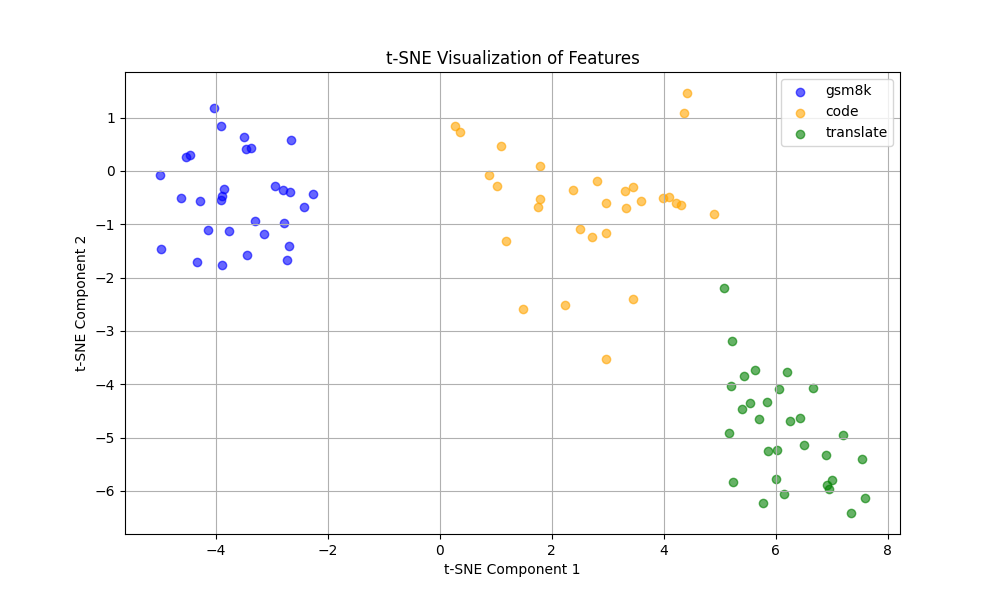 t-SNE Visualization of Features
gsm8k
code
translate
t-SNE Component 2
1
0
−1
−2
−3
−4
−5
−6
−4
−2
0
2
4
6
8
t-SNE Component 1